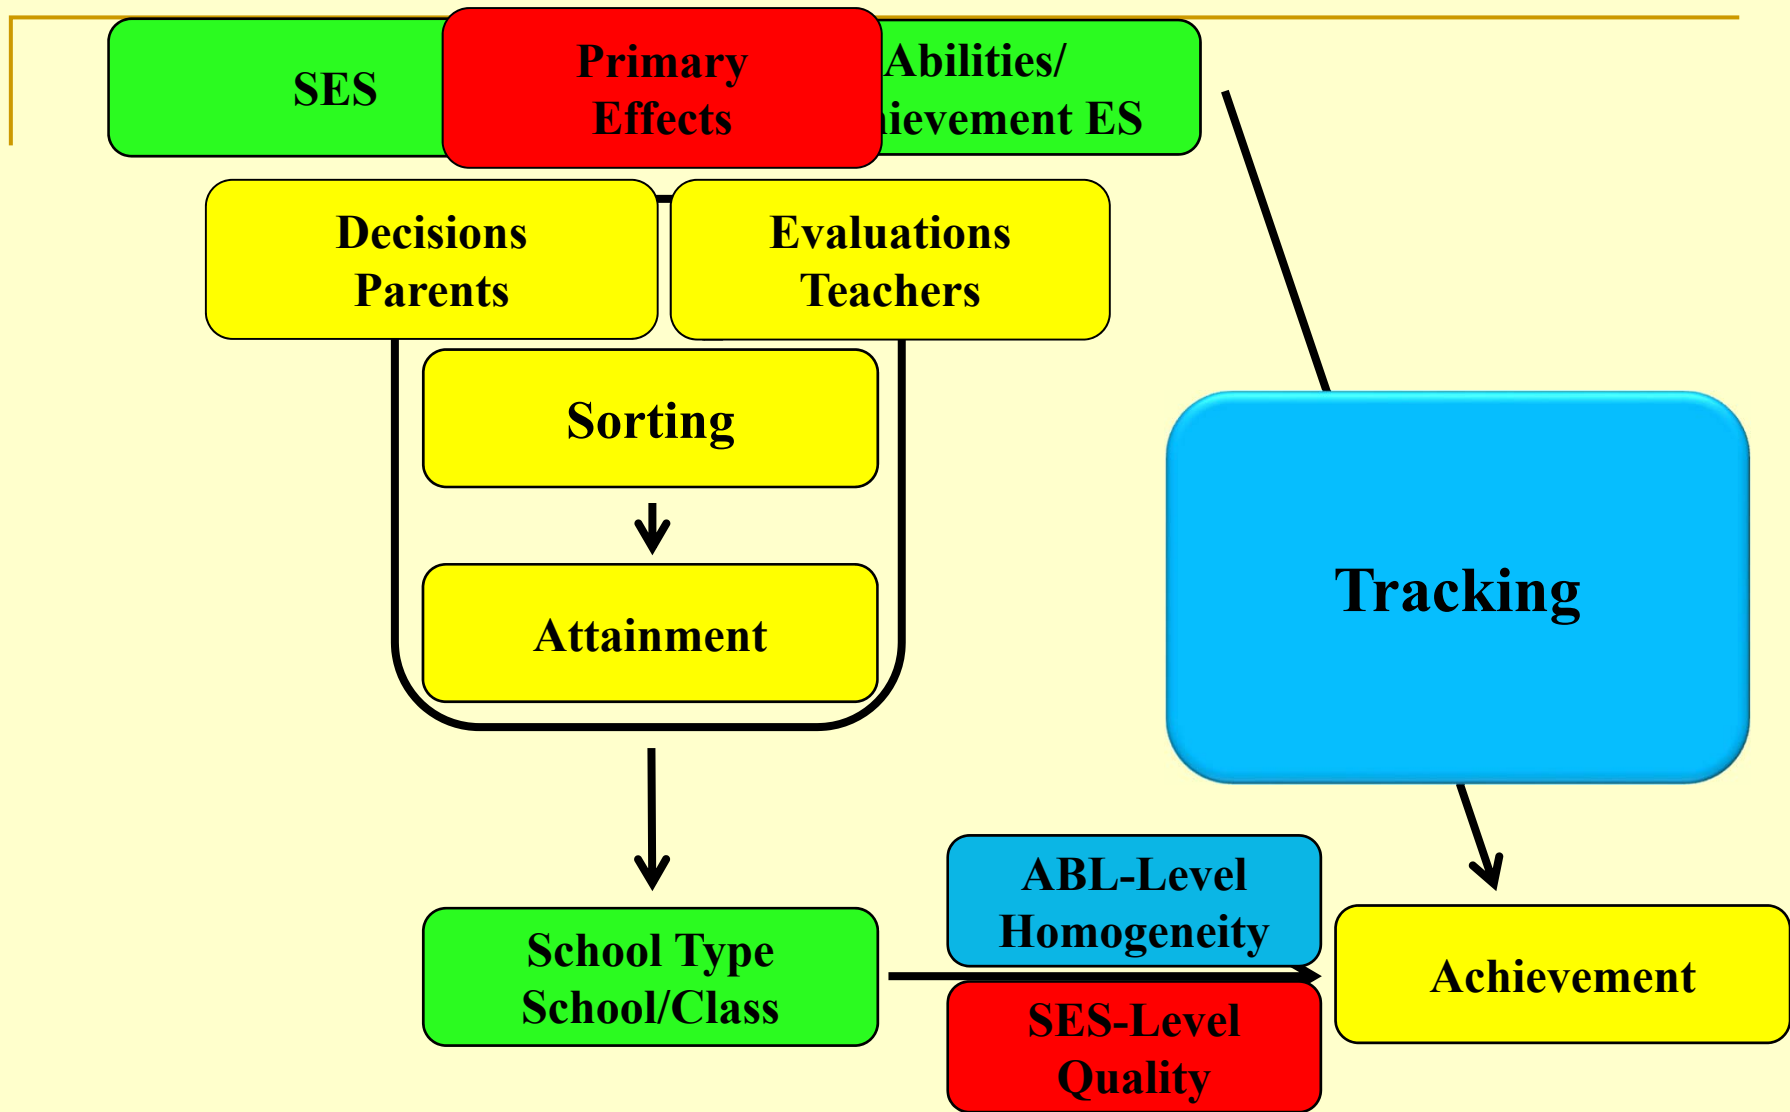 SES
Primary
Effects
Abilities/
ievement ES
Decisions
Parents
Evaluations
Teachers
Sorting
Attainment
Tracking
ABL-Level
Homogeneity
School Type
School/Class
Achievement
SES-Level
Quality